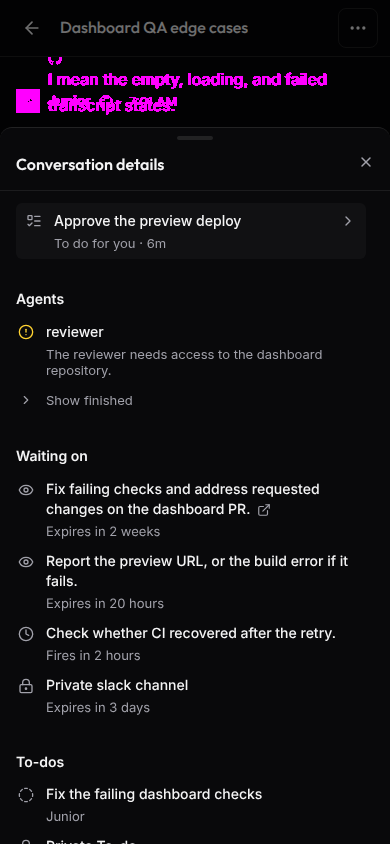 Dashboard QA edge cases
I mean the empty, loading, and failed
transcript states.
Conversation details
Approve the preview deploy
To do for you · 6m
Agents
reviewer
The reviewer needs access to the dashboard
repository.
Show finished
Waiting on
Fix failing checks and address requested
changes on the dashboard PR.
Expires in 2 weeks
Report the preview URL, or the build error if it
fails.
Expires in 20 hours
Check whether CI recovered after the retry.
Fires in 2 hours
Private slack channel
Expires in 3 days
To-dos
Fix the failing dashboard checks
Junior
Private To-do